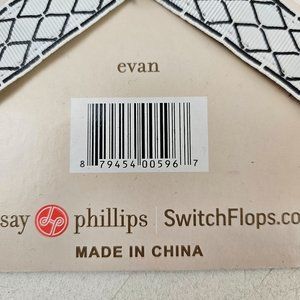 evan
8 79454 00596 7
say phillips | SwitchFlops.co
MADE IN CHINA